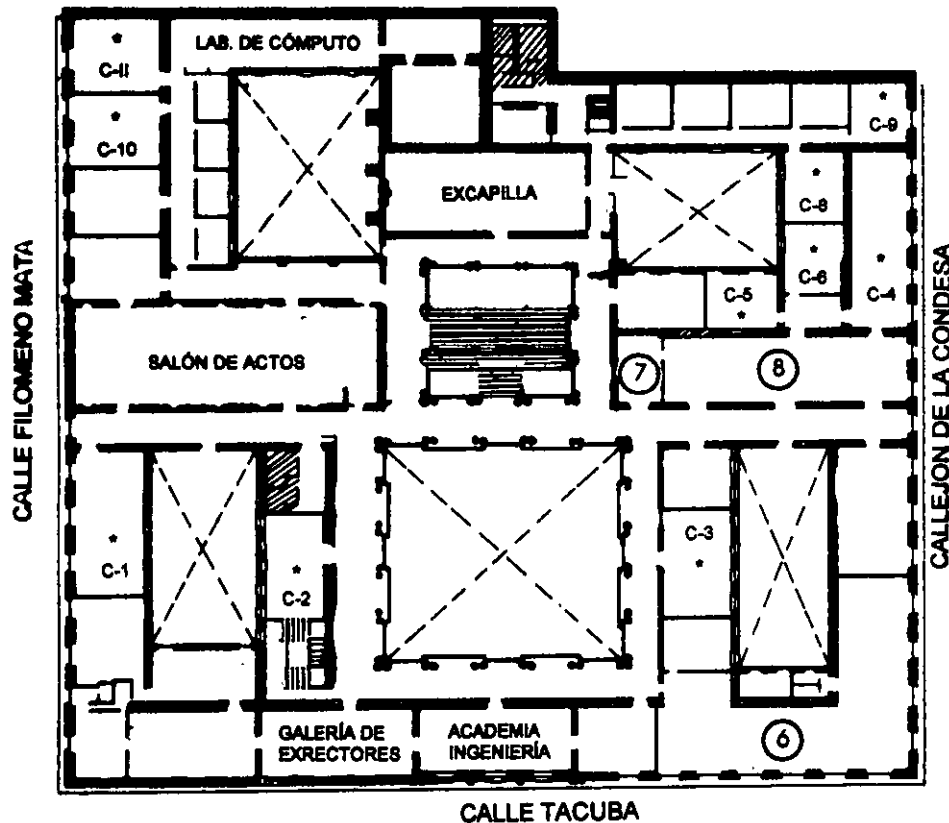 LAB. DE CÓMPUTO
C-II
C-10
C-9
EXCAPILLA
C-8
C-6
C-5
C-4
CALLE FILOMENO MATA
CALLEJON DE LA CONDESA
SALÓN DE ACTOS
7
8
C-1
C-2
C-3
GALERÍA DE
EXRECTORES
ACADEMIA
INGENIERÍA
6
CALLE TACUBA